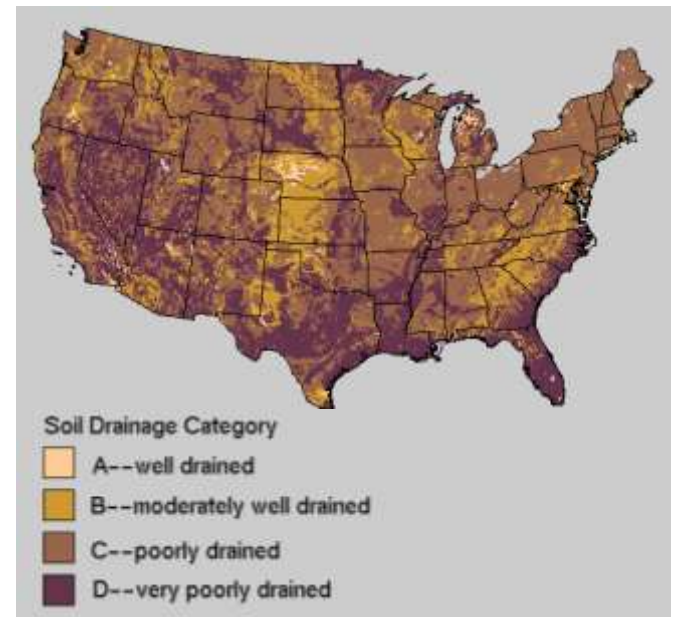 Soil Drainage Category
A--well drained
B--moderately well drained
C--poorly drained
D--very poorly drained